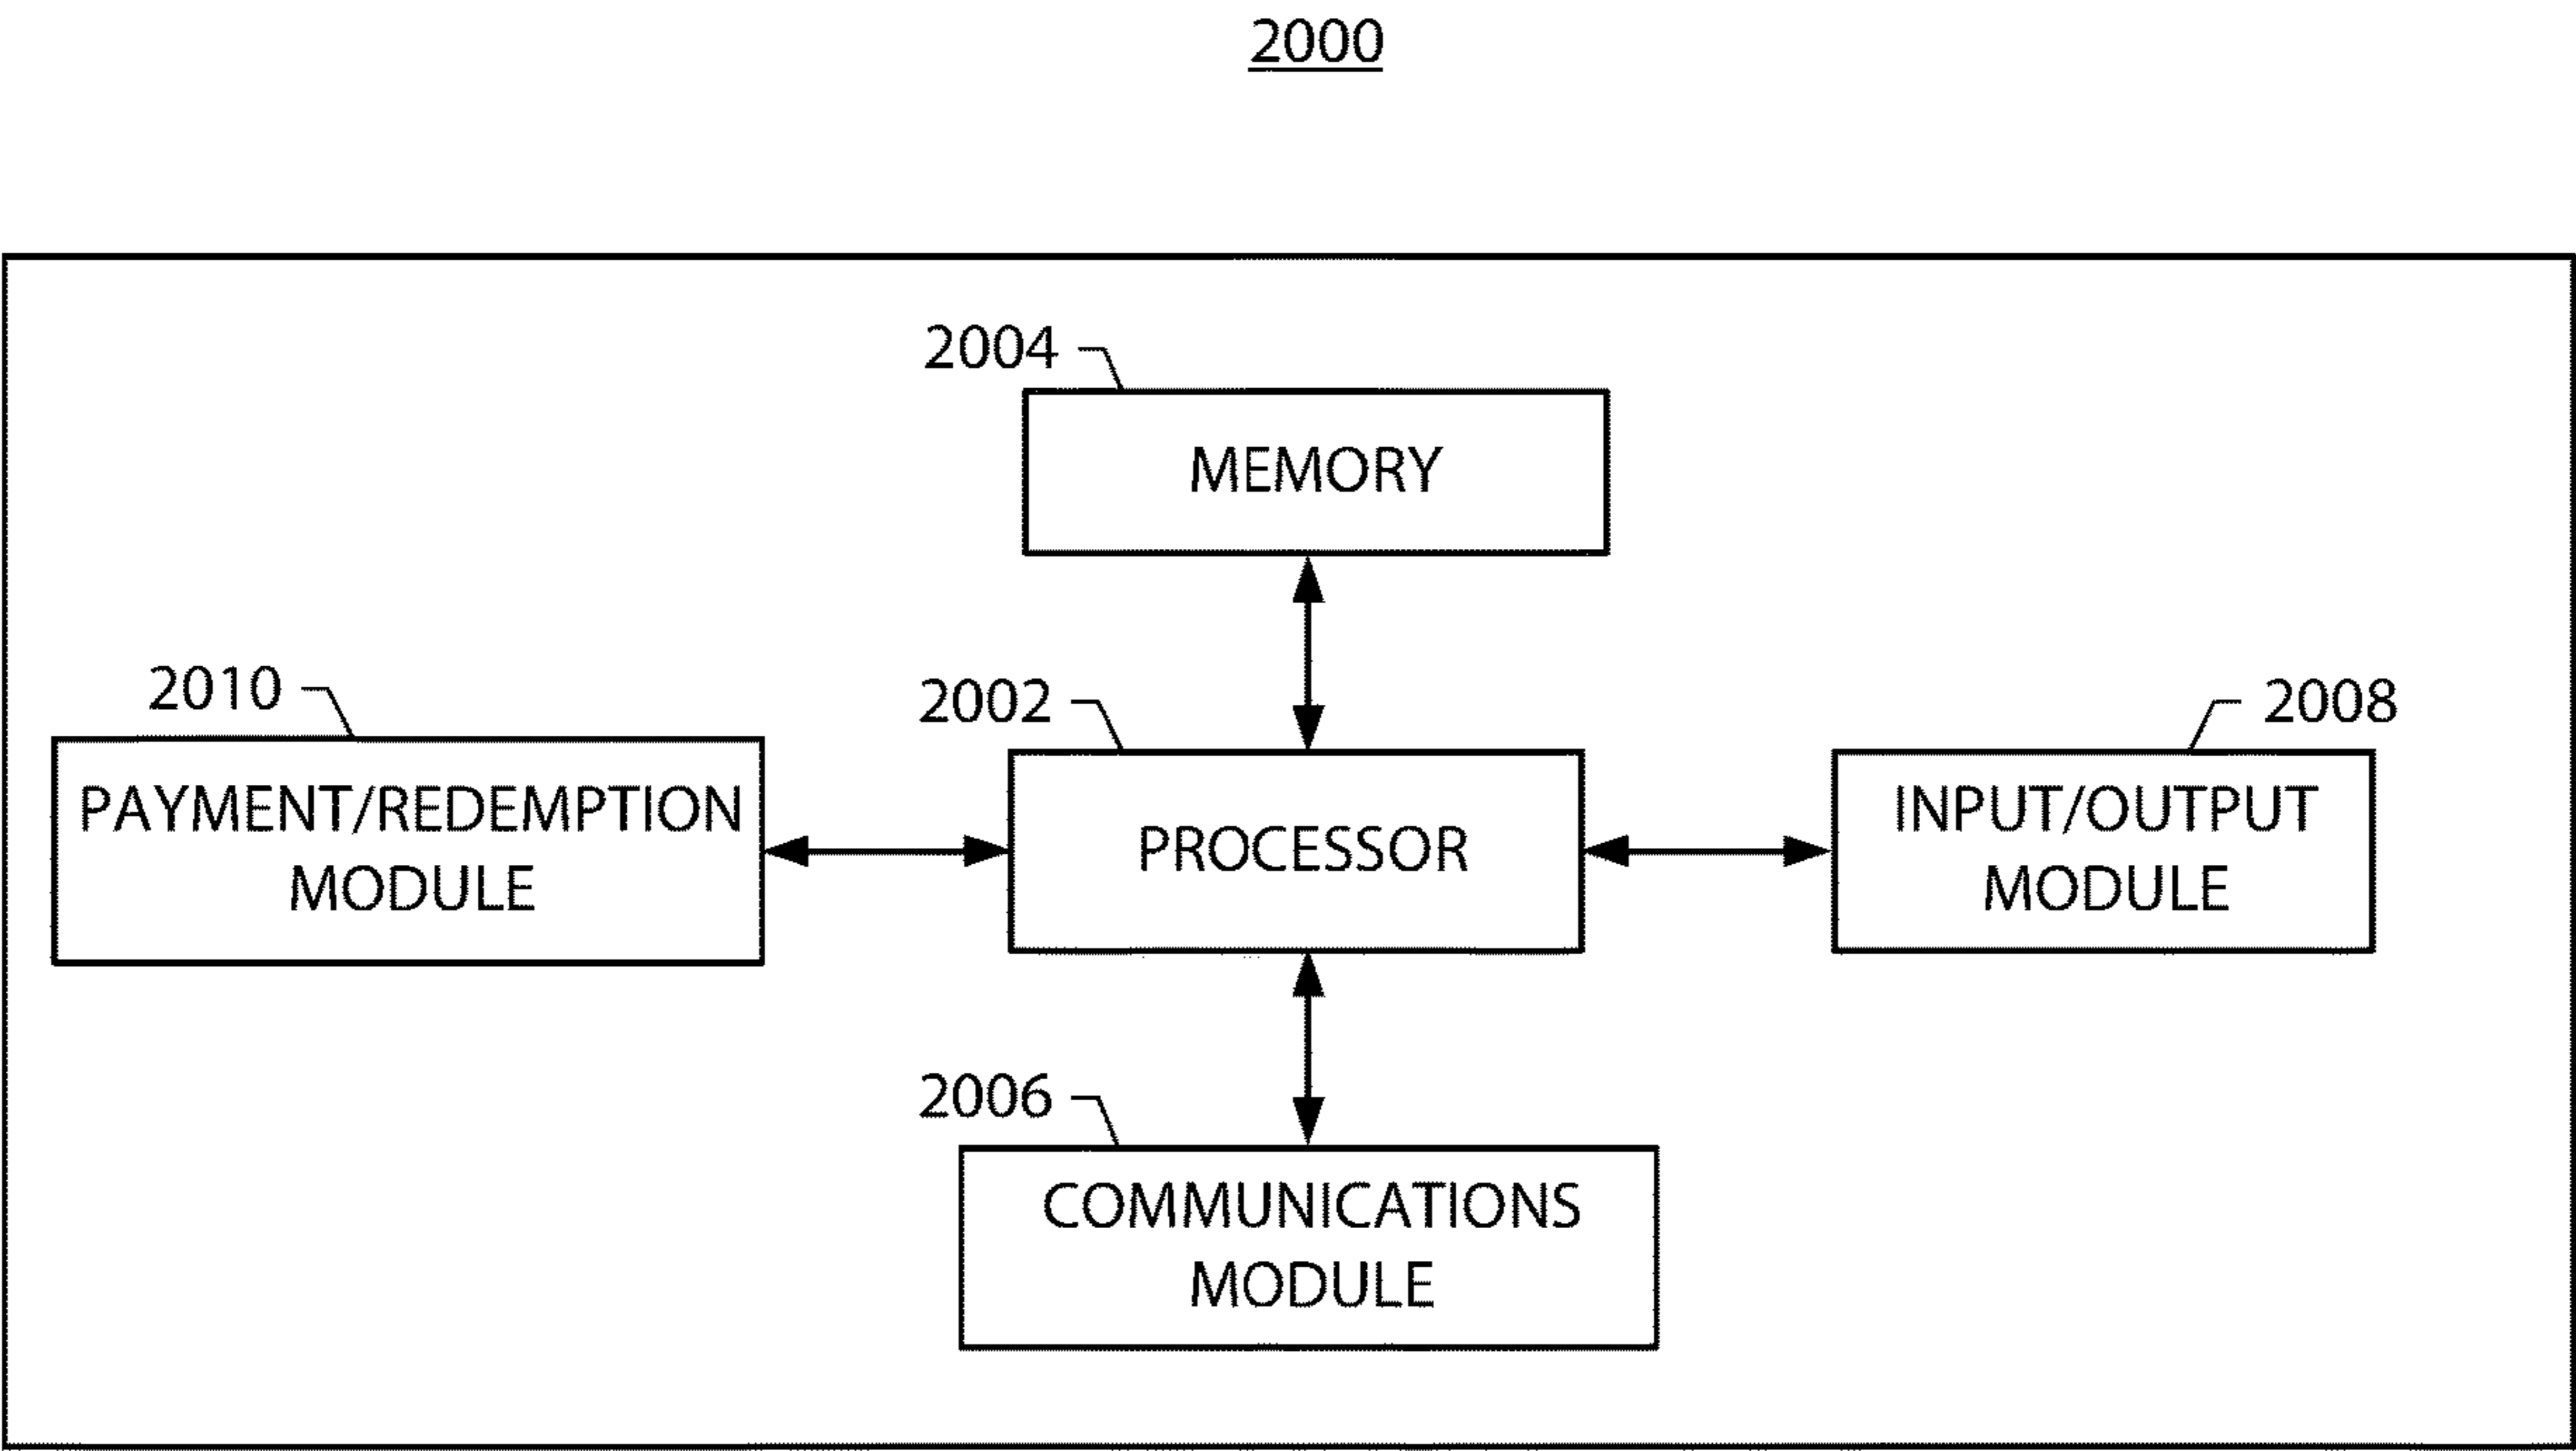 2000
2004
MEMORY
2010
2002
2008
PAYMENT/REDEMPTION
MODULE
PROCESSOR
INPUT/OUTPUT
MODULE
2006
COMMUNICATIONS
MODULE